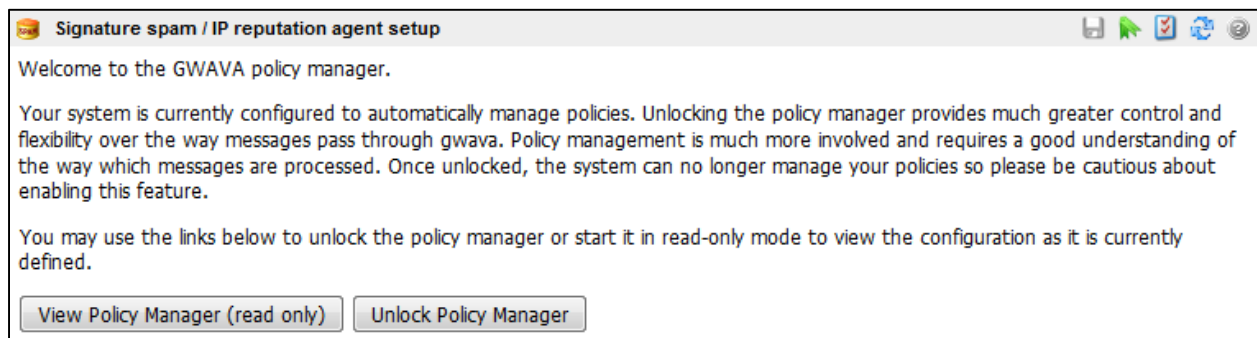 Signature spam / IP reputation agent setup
Welcome to the GWAVA policy manager.
Your system is currently configured to automatically manage policies. Unlocking the policy manager provides much greater control and
flexibility over the way messages pass through gwava. Policy management is much more involved and requires a good understanding of
the way which messages are processed. Once unlocked, the system can no longer manage your policies so please be cautious about
enabling this feature.
You may use the links below to unlock the policy manager or start it in read-only mode to view the configuration as it is currently
defined.
View Policy Manager (read only) Unlock Policy Manager